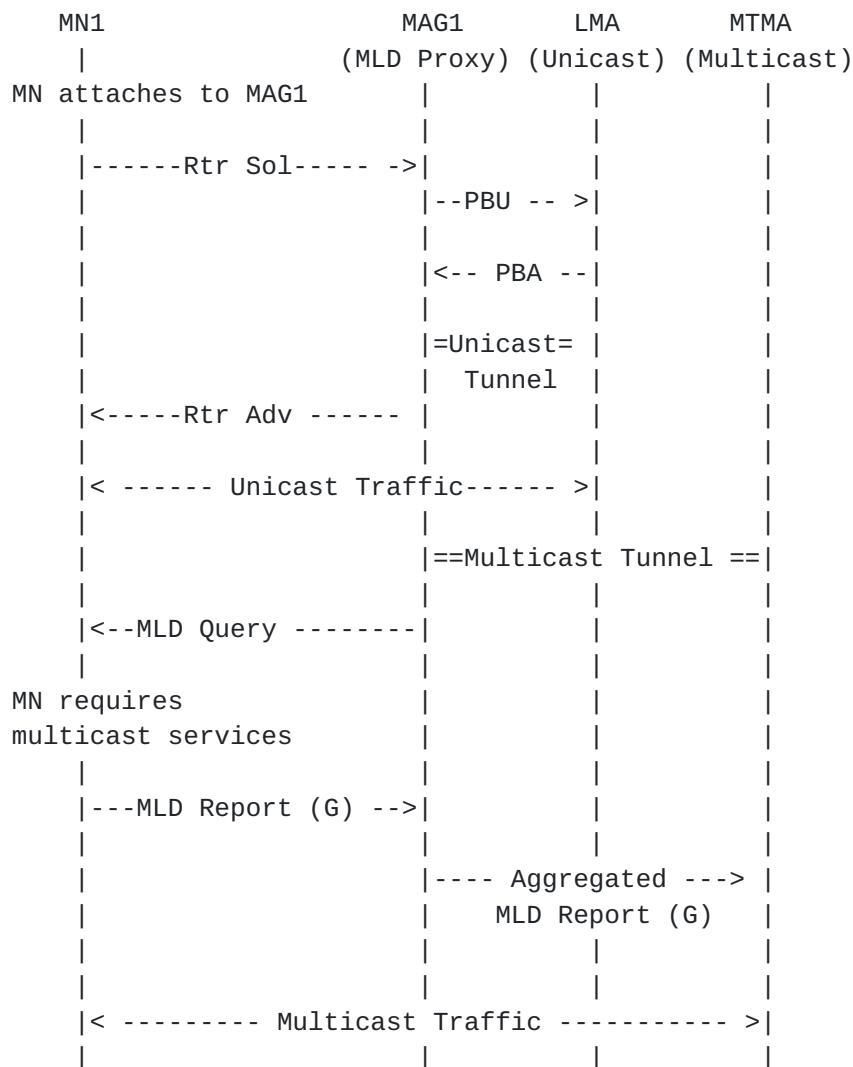 MN1                  MAG1       LMA       MTMA
    |               (MLD Proxy) (Unicast) (Multicast)
MN attaches to MAG1       |          |          |
    |                     |          |          |
    |------Rtr Sol----- ->|          |          |
    |                     |--PBU -- >|          |
    |                     |          |          |
    |                     |<-- PBA --|          |
    |                     |          |          |
    |                     |=Unicast= |          |
    |                     |  Tunnel  |          |
    |<-----Rtr Adv ------ |          |          |
    |                     |          |          |
    |< ------ Unicast Traffic------ >|          |
    |                     |          |          |
    |                     |==Multicast Tunnel ==|
    |                     |          |          |
    |<--MLD Query --------|          |          |
    |                     |          |          |
MN requires               |          |          |
multicast services        |          |          |
    |                     |          |          |
    |---MLD Report (G) -->|          |          |
    |                     |          |          |
    |                     |---- Aggregated ---> |
    |                     |    MLD Report (G)   |
    |                     |          |          |
    |                     |          |          |
    |< --------- Multicast Traffic ----------- >|
    |                     |          |          |